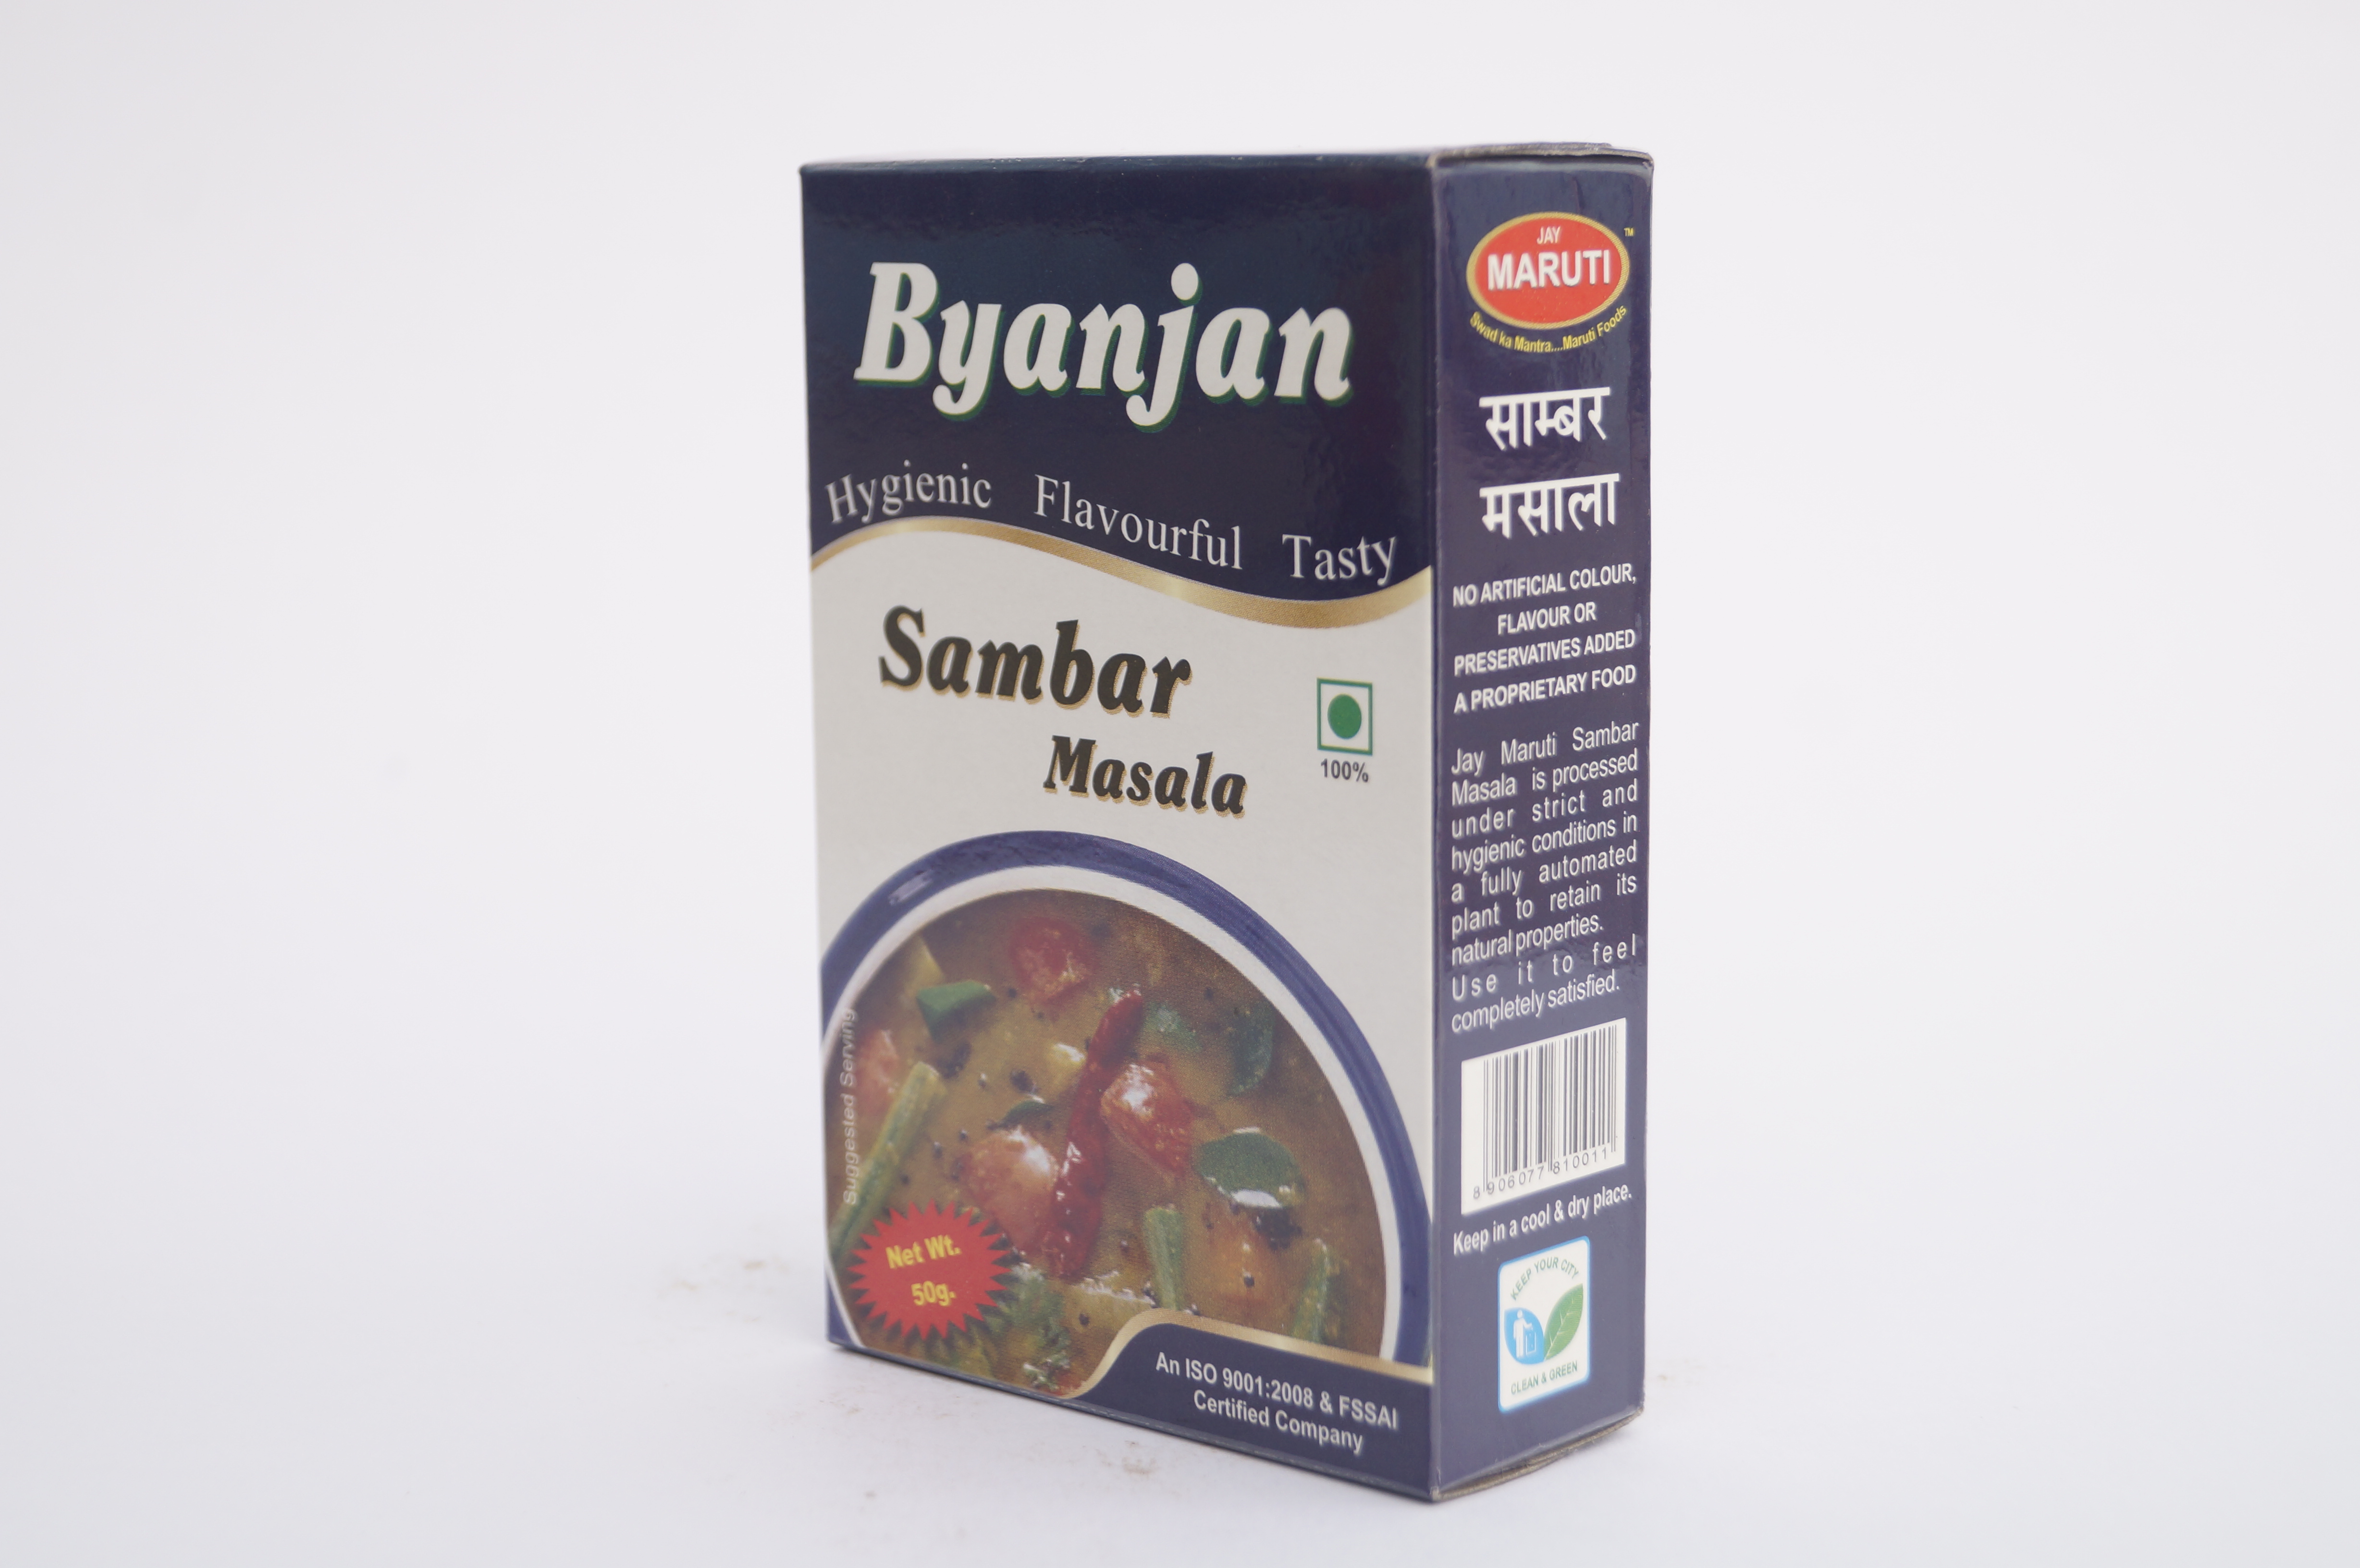 Byanjan
Hygienic Flavourful Tasty
Sambar
Masala
100%
Suggested Serving
Net Wt.
50g.
An ISO 9001:2008 & FSSAI
Certified Company
JAY
MARUTI
TM
Swad ka Mantra....Maruti Foods
साम्बर
मसाला
NO ARTIFICIAL COLOUR,
FLAVOUR OR
PRESERVATIVES ADDED
A PROPRIETARY FOOD
Jay Maruti Sambar
Masala is processed
under strict and
hygienic conditions in
a fully automated
plant to retain its
natural properties.
Use it to feel
completely satisfied.
8 906077 810011
Keep in a cool & dry place.
KEEP YOUR CITY
CLEAN & GREEN